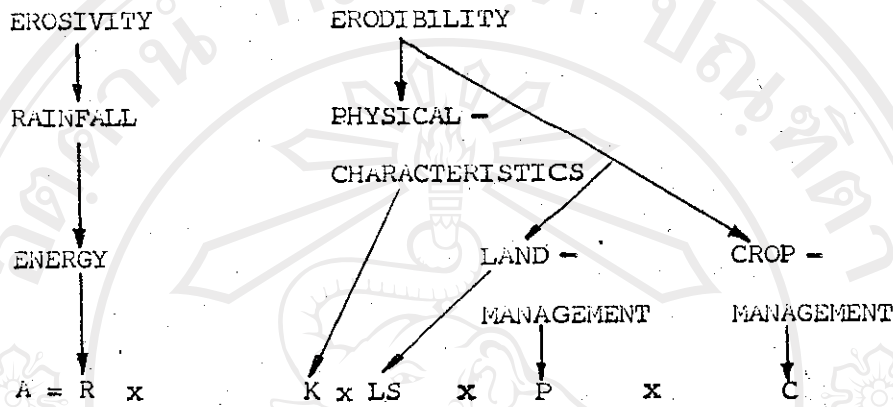 EROSIVITY ERODIBILITY
RAINFALL PHYSICAL -
CHARACTERISTICS
ENERGY LAND - CROP -
MANAGEMENT MANAGEMENT
A = R x K x LS x P x C